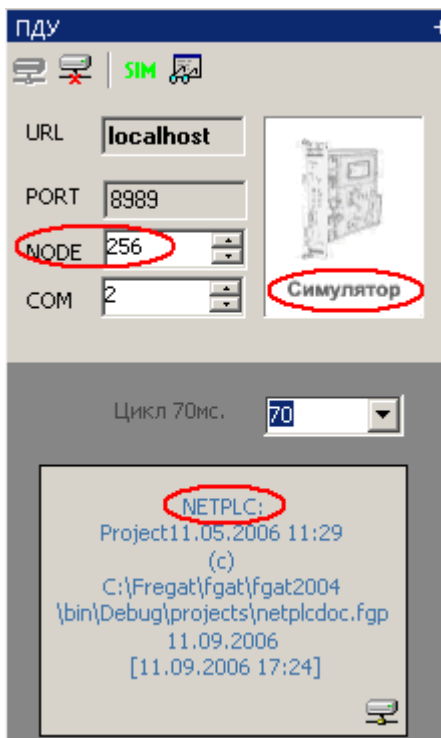 ПДУ
SIM
URL localhost
PORT 8989
NODE 256
COM 2
Симулятор
Цикл 70мс. 70
NETPLC:
Project11.05.2006 11:29
(c)
C:\Fregat\fgat\fgat2004
\bin\Debug\projects\netplcdoc.fgp
11.09.2006
[11.09.2006 17:24]